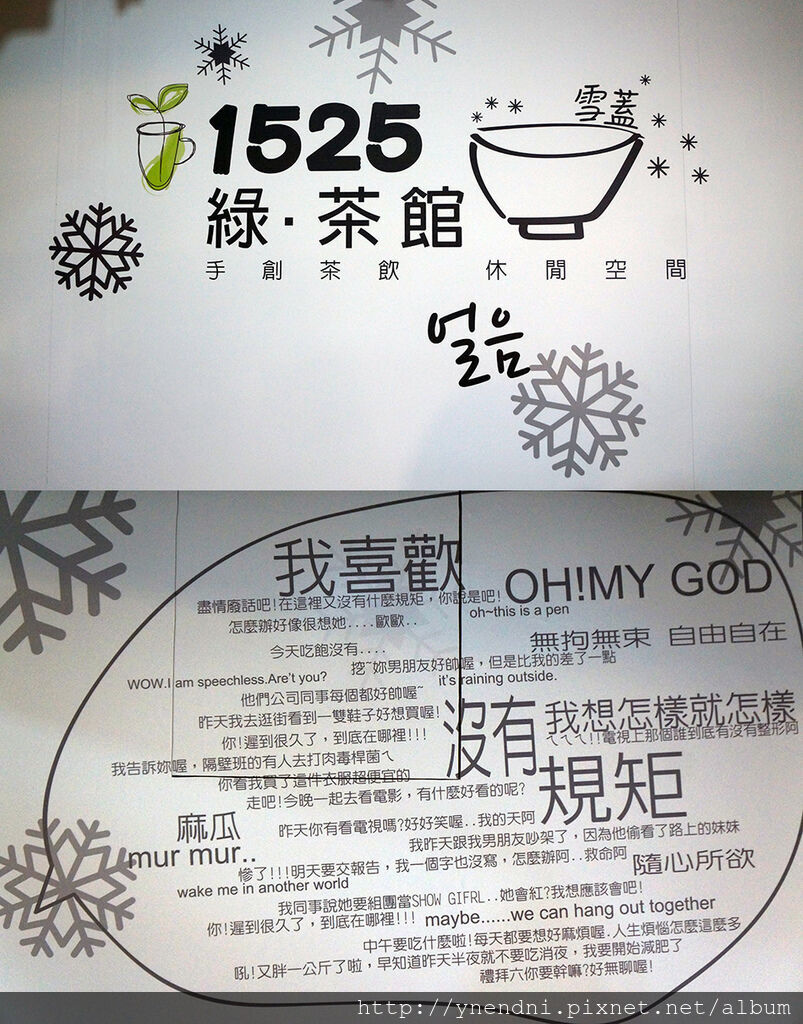 雪蓋
1525
綠·茶館
手創茶飲 休閒空間
얼음
我喜歡
OH!MY GOD
盡情廢話吧!在這裡又沒有什麼規矩，你說是吧!
oh~this is a pen
怎麼辦好像很想她....歐歐..
無拘無束 自由自在
今天吃飽沒有....
挖~妳男朋友好帥喔，但是比我的差了一點
WOW.I am speechless.Are't you?
it's raining outside.
他們公司同事每個都好帥喔~
沒有
我想怎樣就怎樣
昨天我去逛街看到一雙鞋子好想買喔!
ㄟㄟㄟ!!電視上那個誰到底有沒有整形阿
你!遲到很久了，到底在哪裡!!!
我告訴妳喔，隔壁班的有人去打肉毒桿菌ㄟ
規矩
你看我買了這件衣服超便宜的
走吧!今晚一起去看電影，有什麼好看的呢?
麻瓜
昨天你有看電視嗎?好好笑喔..我的天阿
我昨天跟我男朋友吵架了，因為他偷看了路上的妹妹
mur mur..
慘了!!!明天要交報告，我一個字也沒寫，怎麼辦阿..救命阿
隨心所欲
wake me in another world
我同事說她要組團當SHOW GIFRL..她會紅?我想應該會吧!
你!遲到很久了，到底在哪裡!!!
maybe......we can hang out together
中午要吃什麼啦!每天都要想好麻煩喔.人生煩惱怎麼這麼多
吼!又胖一公斤了啦，早知道昨天半夜就不要吃消夜，我要開始減肥了
禮拜六你要幹嘛?好無聊喔!
http://ynendni.pixnet.net/album